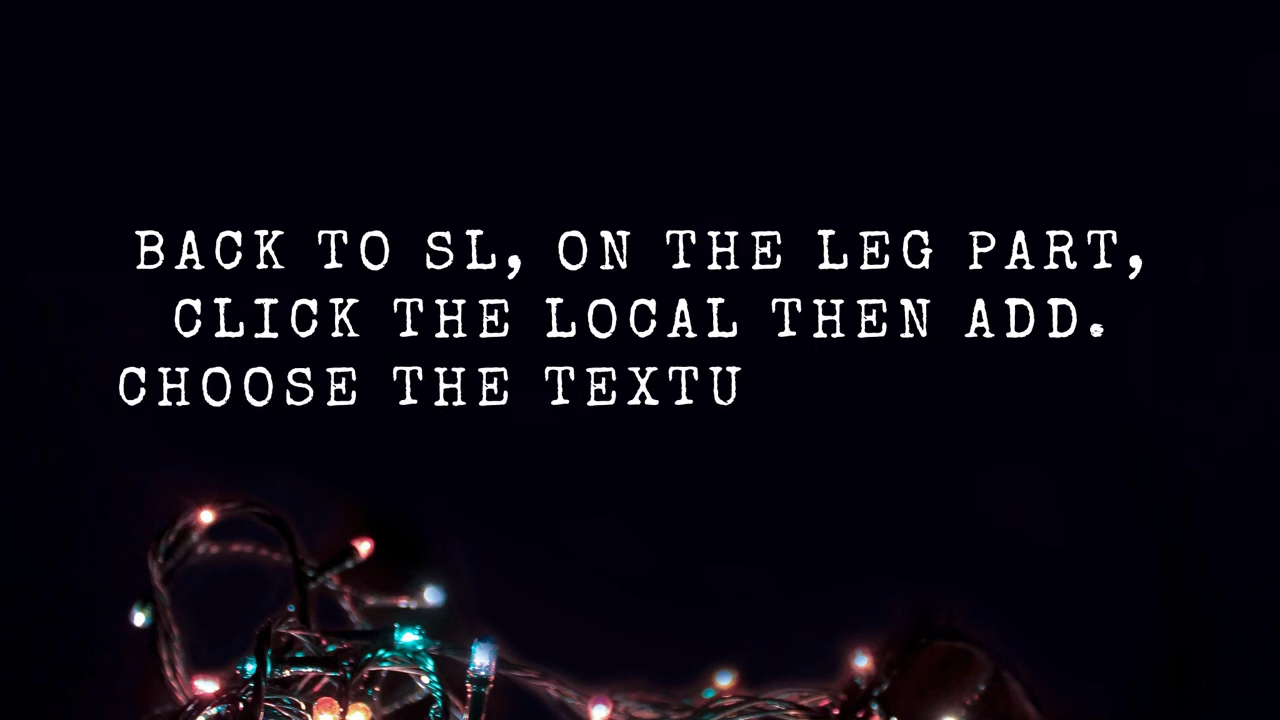 BACK TO SL, ON THE LEG PART,
CLICK THE LOCAL THEN ADD.
CHOOSE THE TEXTU